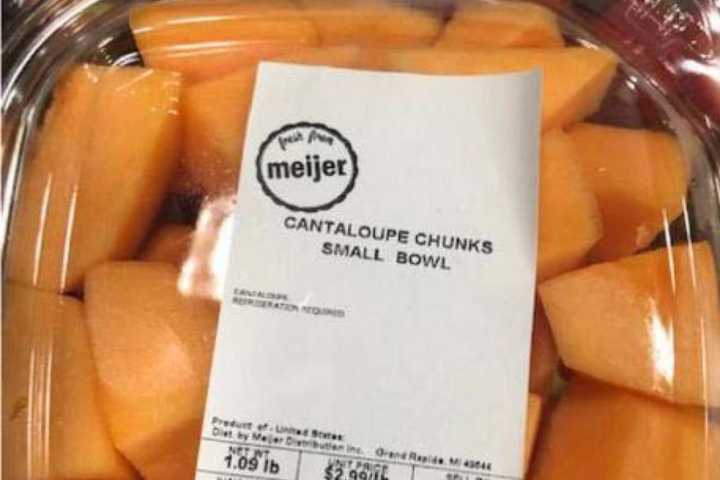 fresh from
meijer
CANTALOUPE CHUNKS
SMALL BOWL
CANTALOUPE.
REFRIGERATION REQUIRED
Product of - United States;
Dist. by Meijer Distribution Inc. Grand Rapids, MI 49544
NET WT UNIT PRICE
1.09 lb $2.99/lb